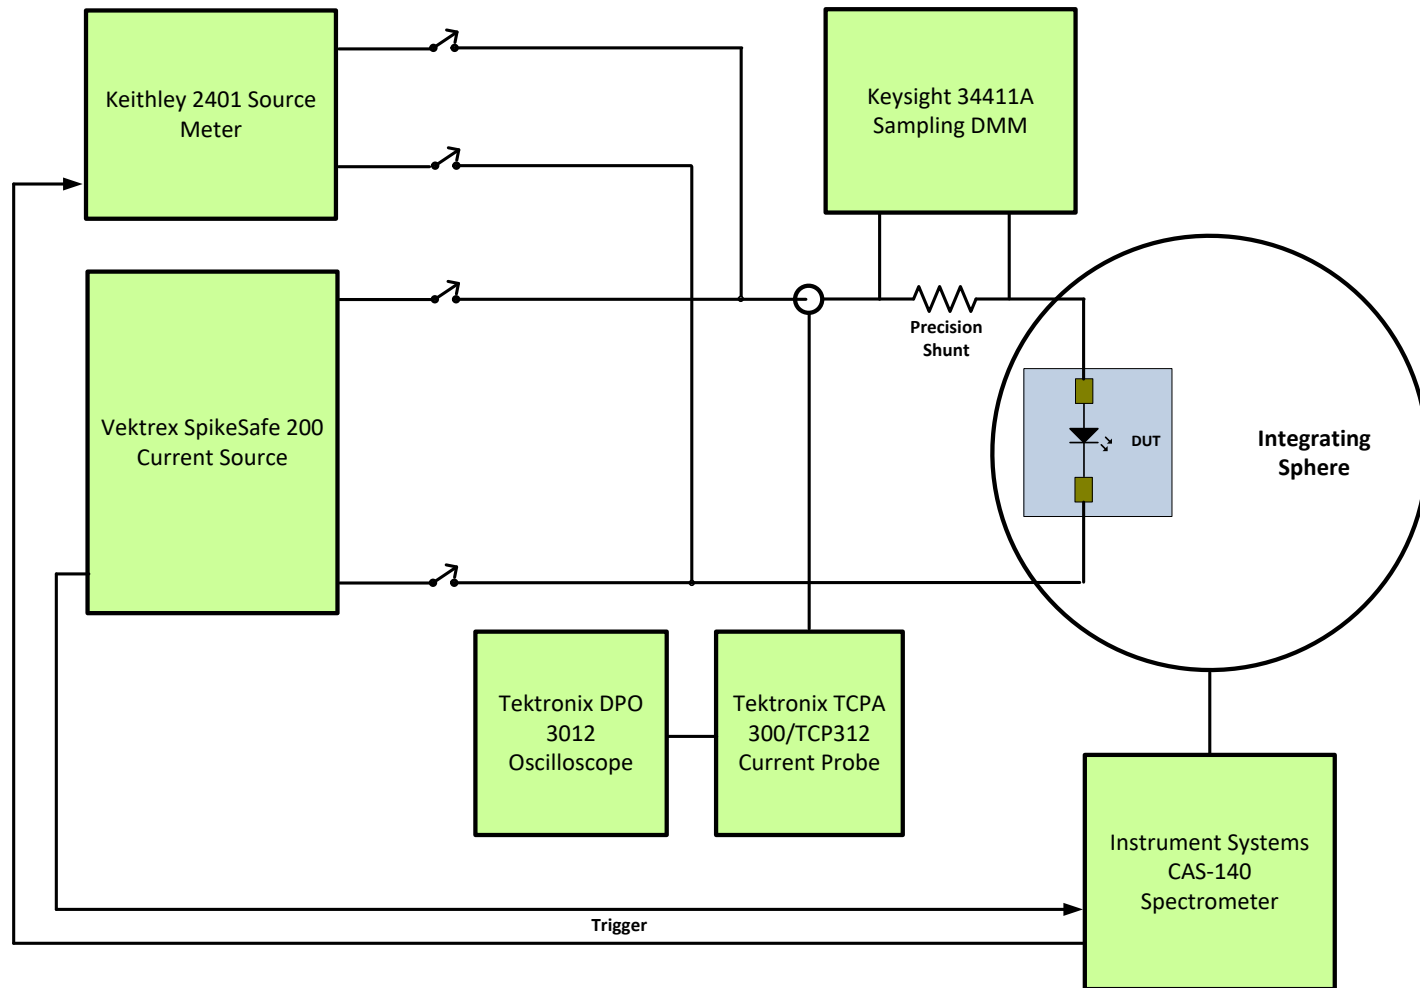 Keithley 2401 Source
Meter
Keysight 34411A
Sampling DMM
Vektrex SpikeSafe 200
Current Source
Precision
Shunt
DUT
Integrating
Sphere
Tektronix DPO
3012
Oscilloscope
Tektronix TCPA
300/TCP312
Current Probe
Instrument Systems
CAS-140
Spectrometer
Trigger